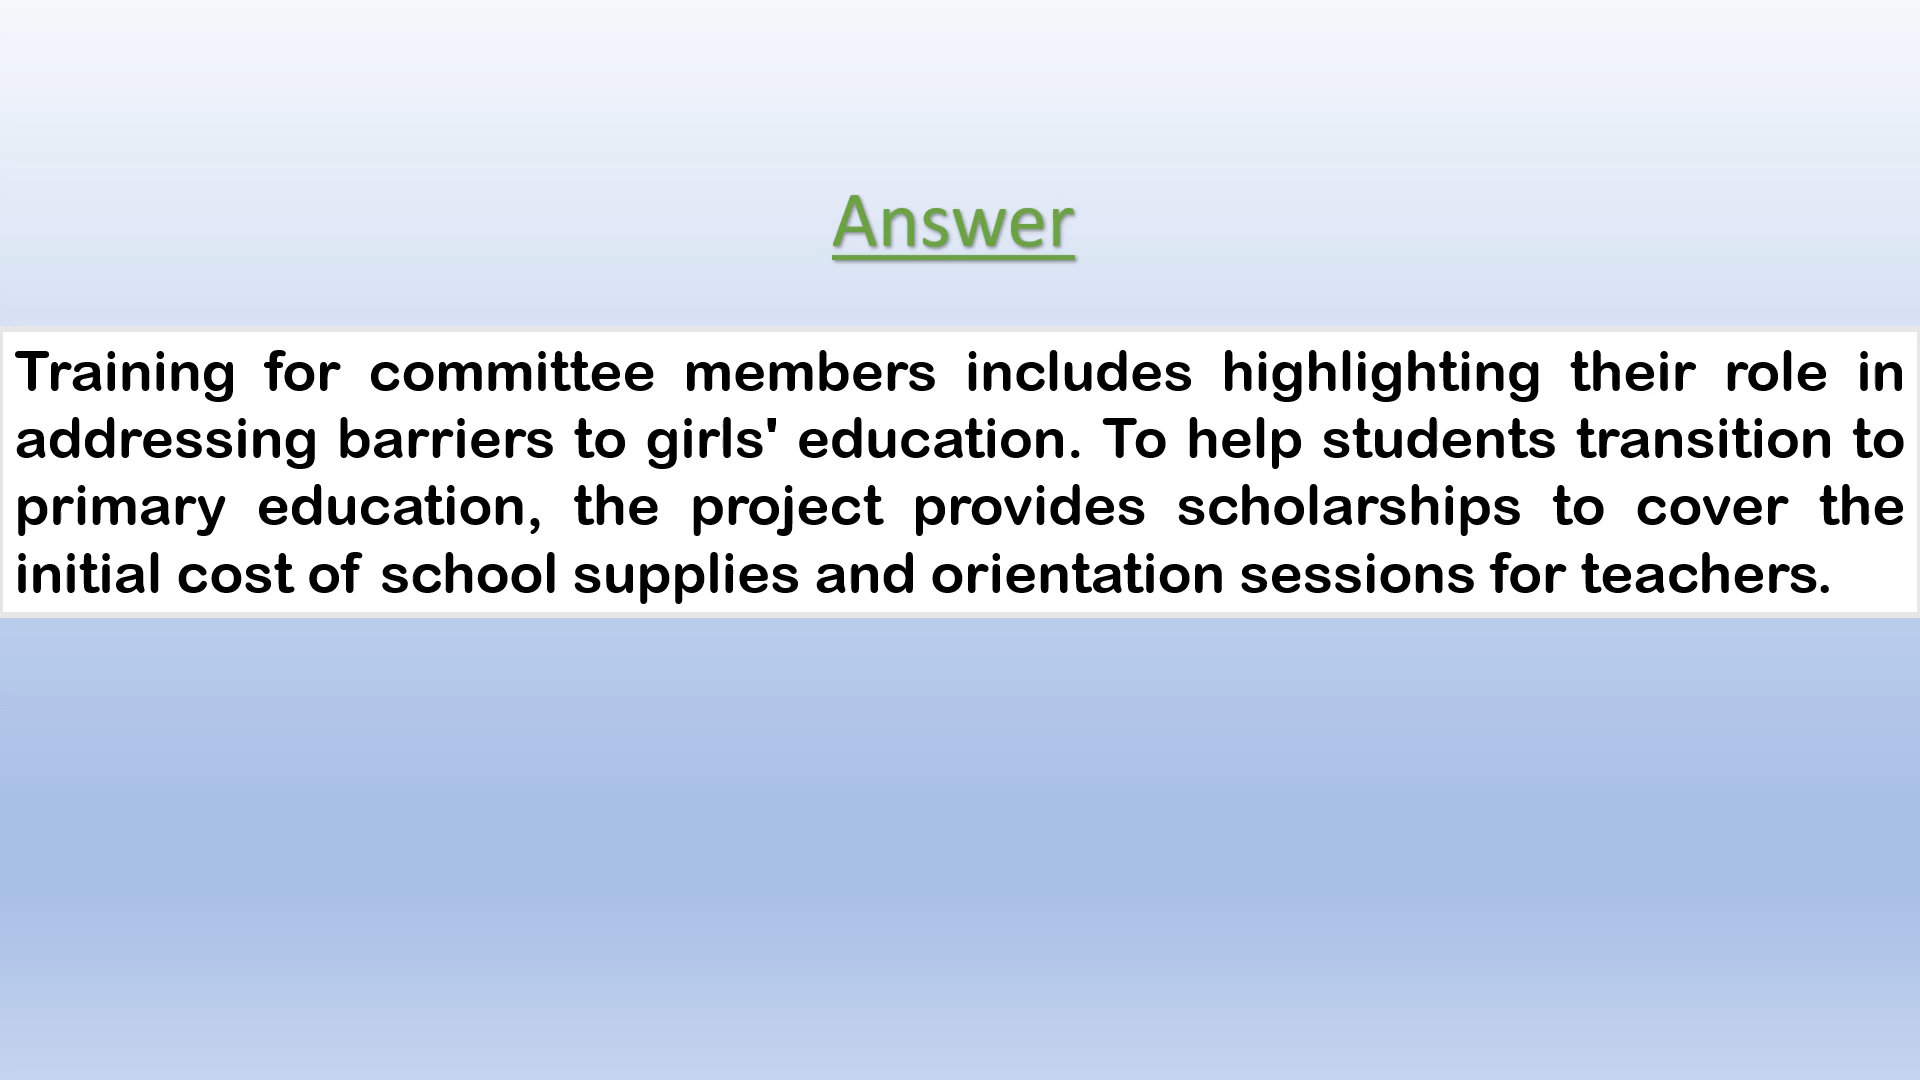 Answer
Training for committee members includes highlighting their role in
addressing barriers to girls' education. To help students transition to
primary education, the project provides scholarships to cover the
initial cost of school supplies and orientation sessions for teachers.